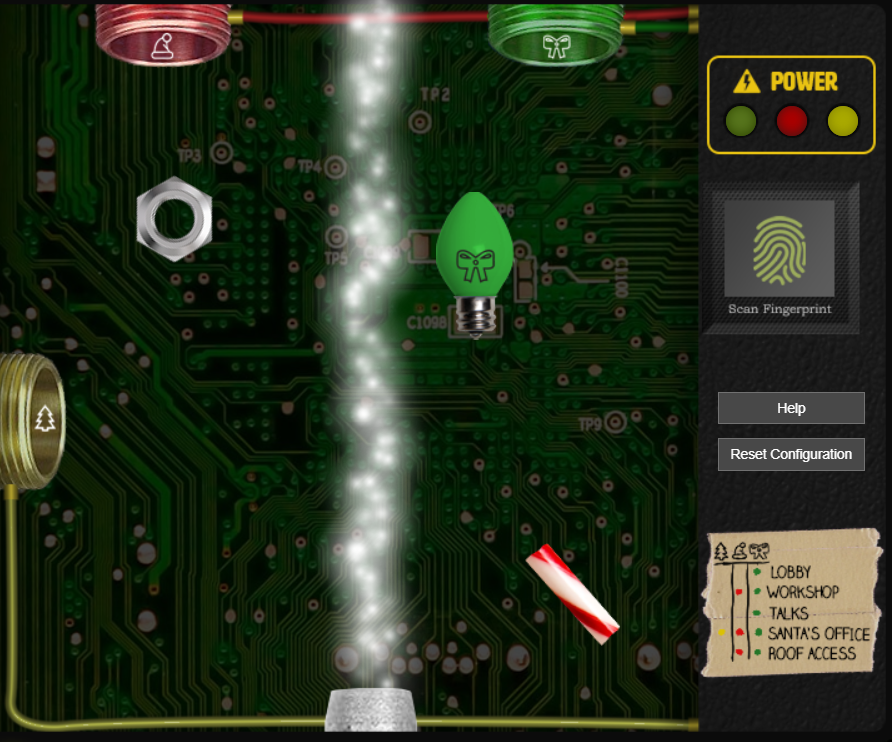 TP2
POWER
TP3
TP4
TP6
TP5
Scan Fingerprint
C1098
Help
TP9
Reset Configuration
LOBBY
WORKSHOP
TALKS
SANTA'S OFFICE
ROOF ACCESS